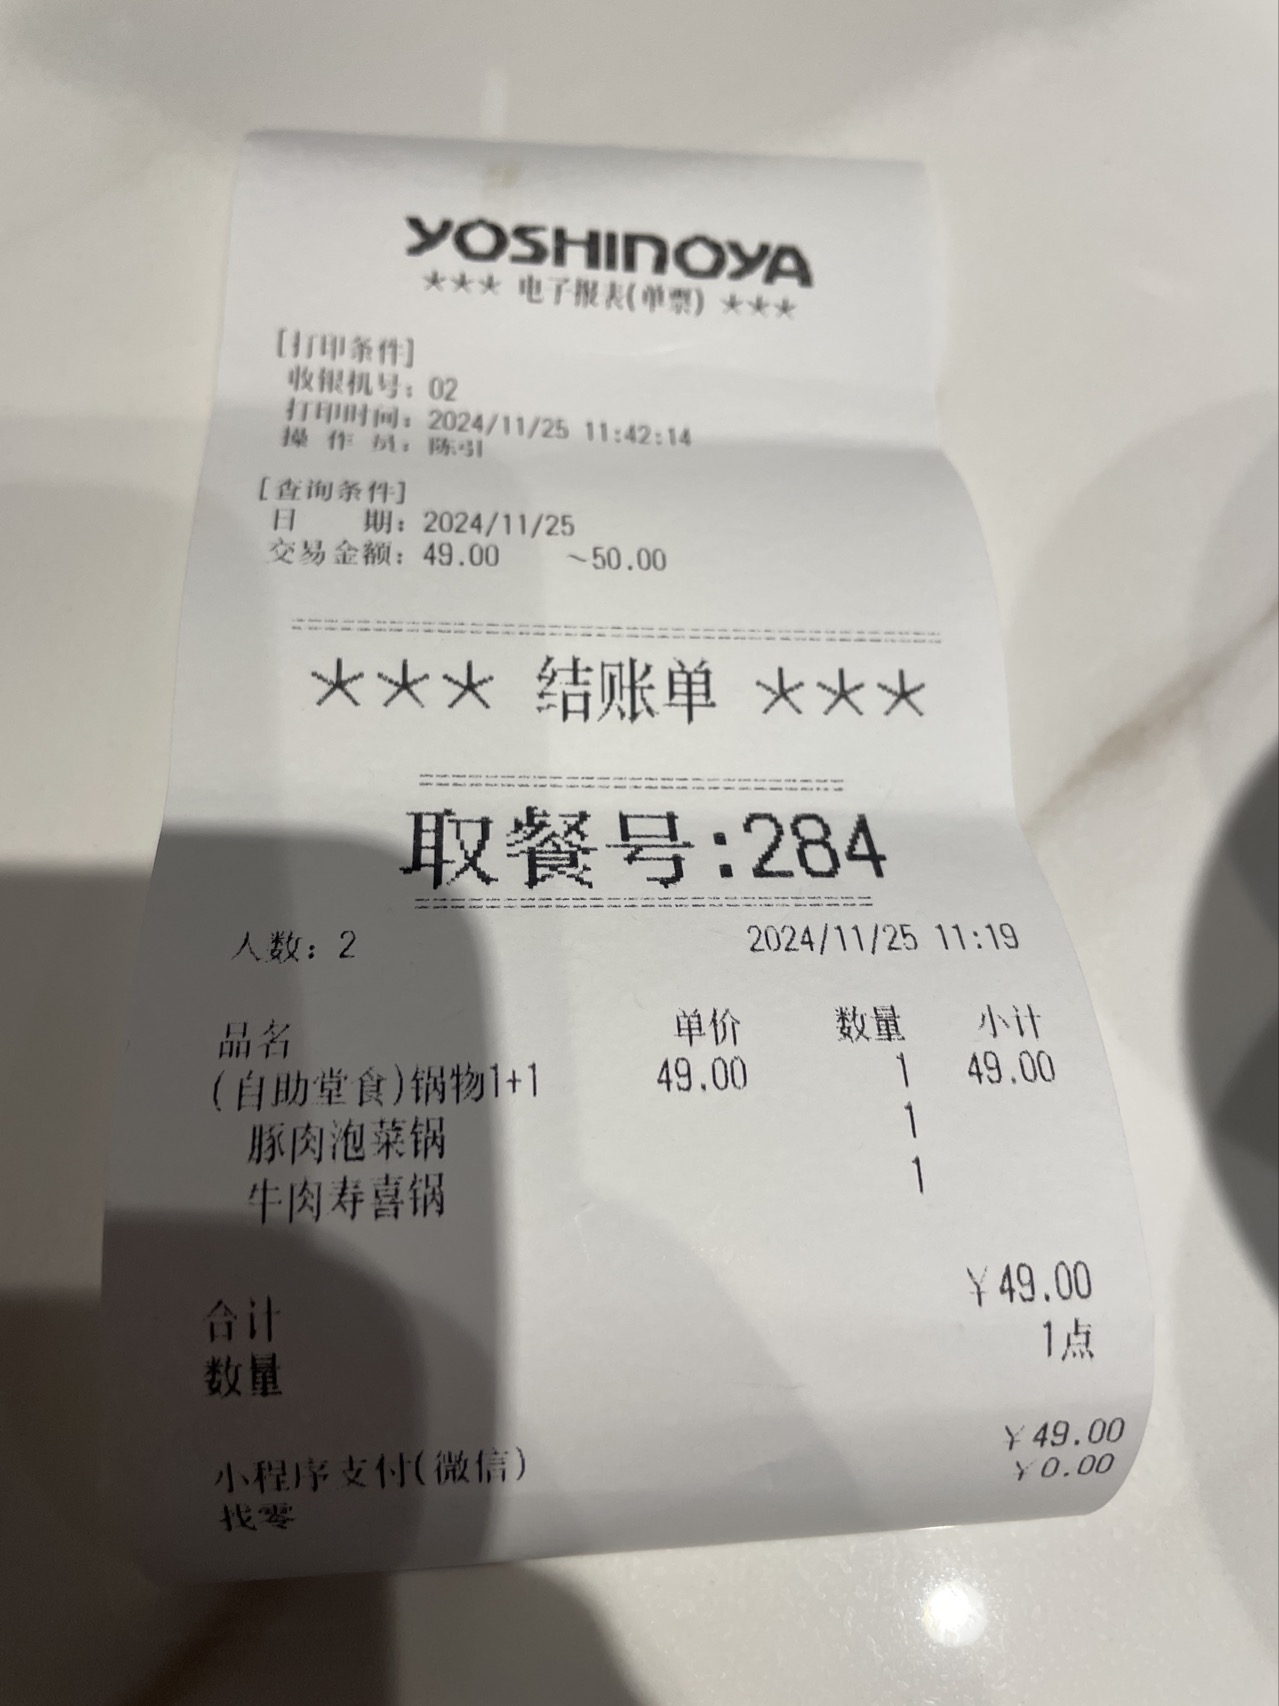 YOSHINOYA
*** 电子报表(单票) ***
[打印条件]
收银机号: 02
打印时间: 2024/11/25 11:42:14
操 作 员: 陈引
[查询条件]
日 期: 2024/11/25
交易金额: 49.00 ~50.00
*** 结账单 ***
取餐号:284
人数: 2 2024/11/25 11:19
品名 单价 数量 小计
(自助堂食)锅物1+1 49.00 1 49.00
豚肉泡菜锅 1
牛肉寿喜锅 1
合计 ¥49.00
数量 1点
小程序支付(微信) ¥49.00
找零 ¥0.00